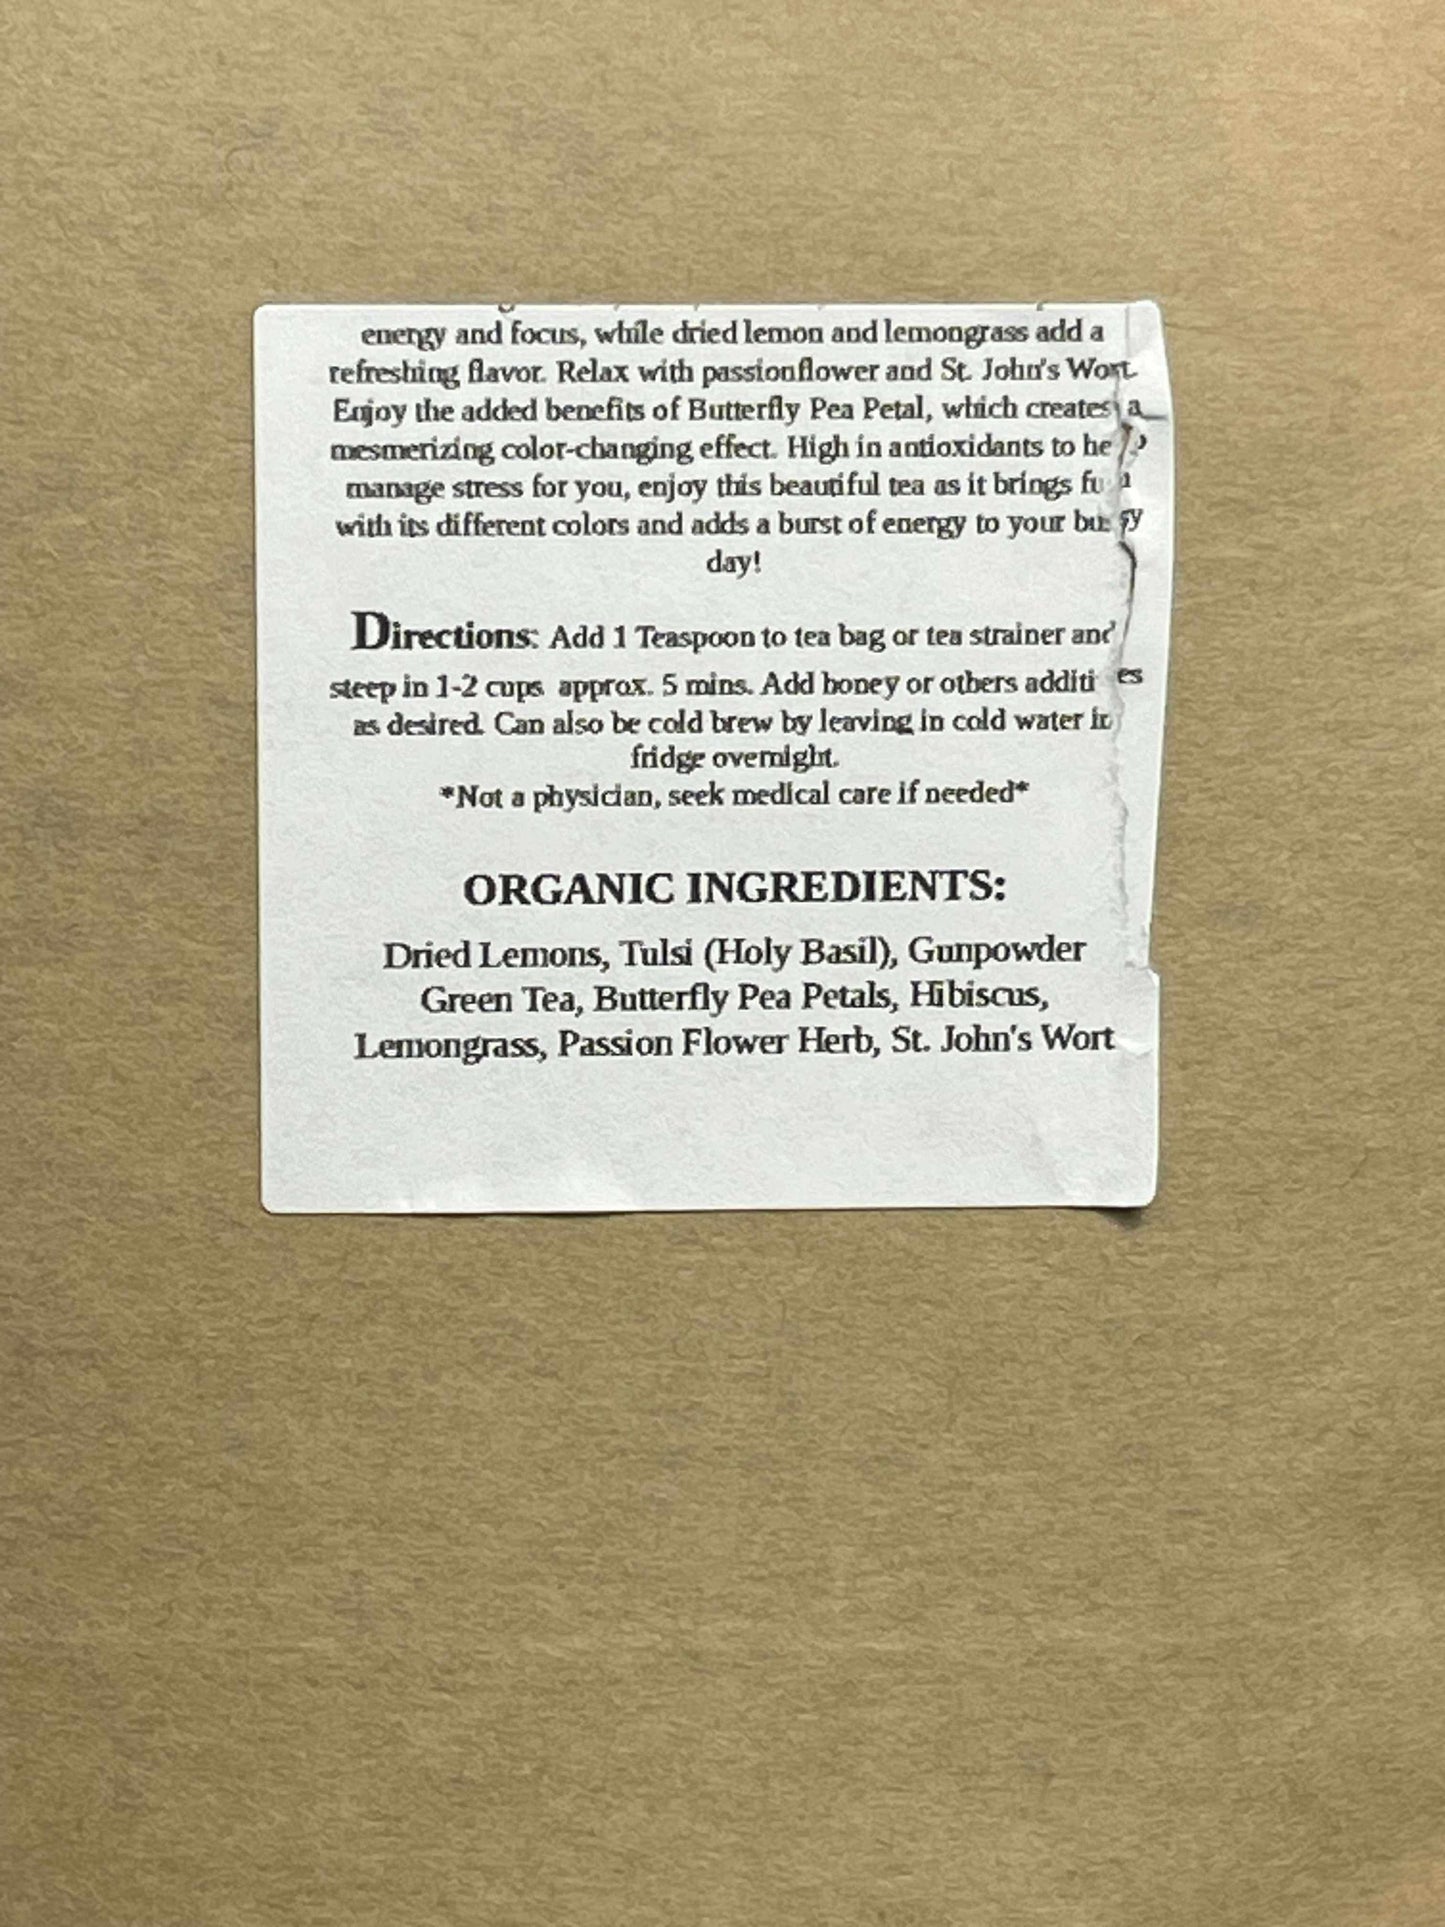 energy and focus, while dried lemon and lemongrass add a
refreshing flavor. Relax with passionflower and St. John's Wort.
Enjoy the added benefits of Butterfly Pea Petal, which creates a
mesmerizing color-changing effect. High in antioxidants to
manage stress for you, enjoy this beautiful tea as it brings
with its different colors and adds a burst of energy to your
day!
Directions: Add 1 Teaspoon to tea bag or tea strainer and
steep in 1-2 cups approx. 5 mins. Add honey or others
as desired. Can also be cold brew by leaving in cold water in
fridge overnight.
*Not a physician, seek medical care if needed*
ORGANIC INGREDIENTS:
Dried Lemons, Tulsi (Holy Basil), Gunpowder
Green Tea, Butterfly Pea Petals, Hibiscus,
Lemongrass, Passion Flower Herb, St. John's Wort